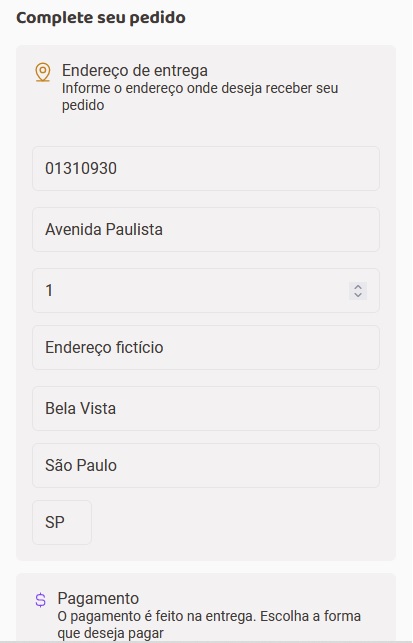 Complete seu pedido
Endereço de entrega
Informe o endereço onde deseja receber seu
pedido
01310930
Avenida Paulista
1
Endereço fictício
Bela Vista
São Paulo
SP
$ Pagamento
O pagamento é feito na entrega. Escolha a forma
que deseja pagar